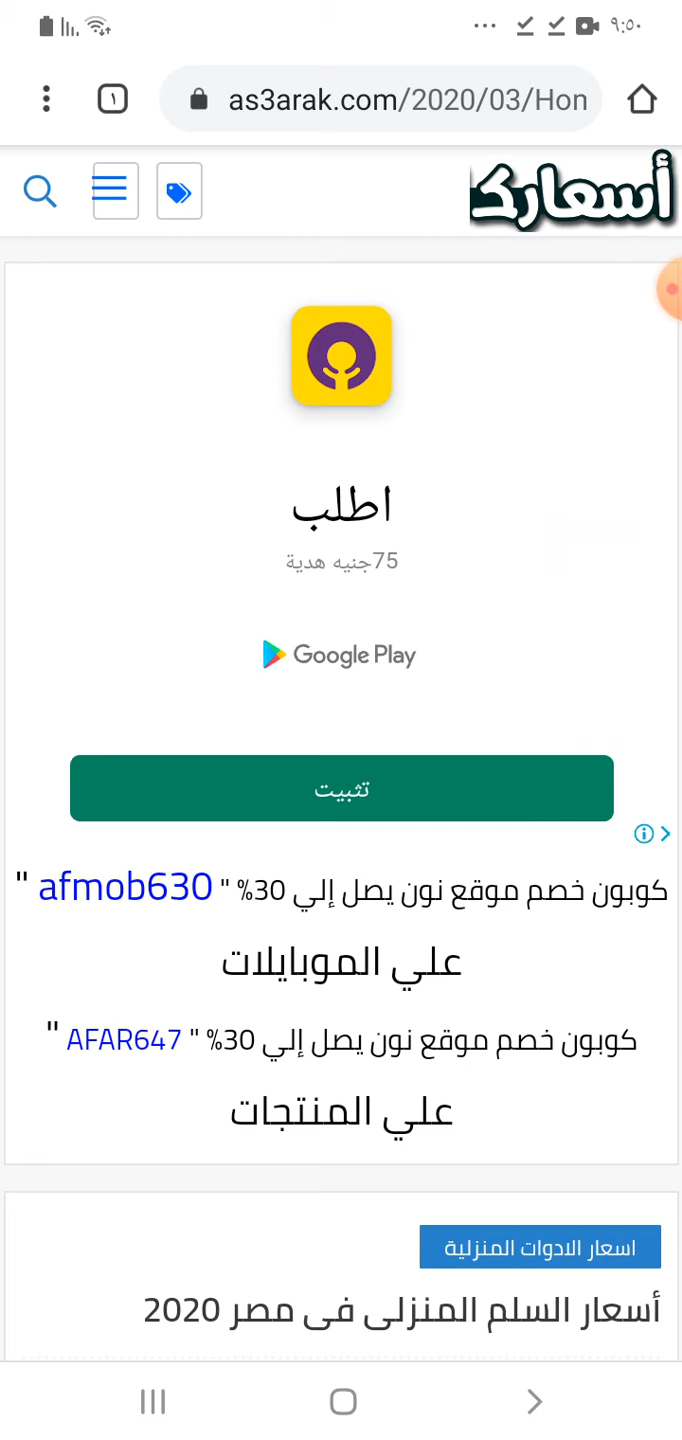 ٩:٥٠
١
as3arak.com/2020/03/Hon
أسعارك
اطلب
75جنيه هدية
Google Play
تثبيت
كوبون خصم موقع نون يصل إلي 30% " afmob630 "
علي الموبايلات
كوبون خصم موقع نون يصل إلي 30% " AFAR647 "
علي المنتجات
اسعار الادوات المنزلية
أسعار السلم المنزلى فى مصر 2020